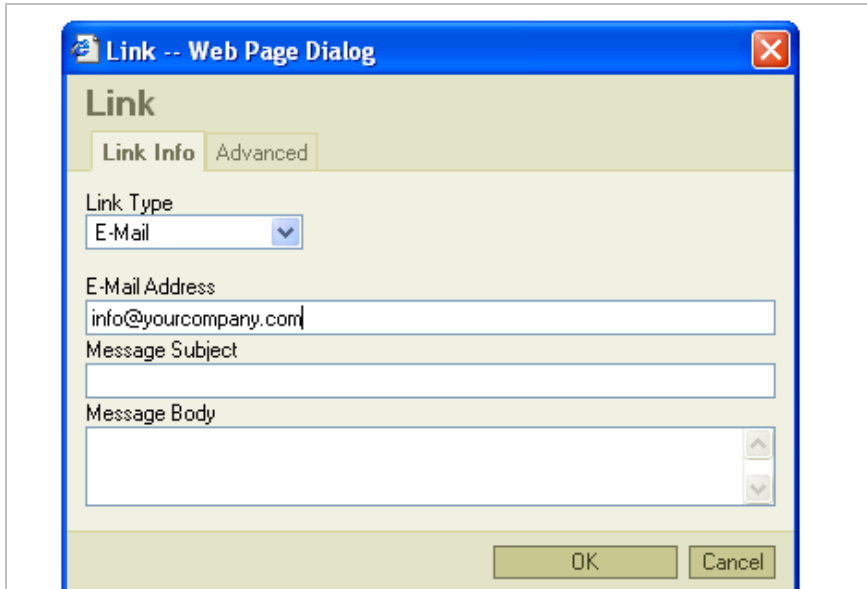 Link -- Web Page Dialog
Link
Link Info Advanced
Link Type
E-Mail
E-Mail Address
info@yourcompany.com
Message Subject
Message Body
OK Cancel